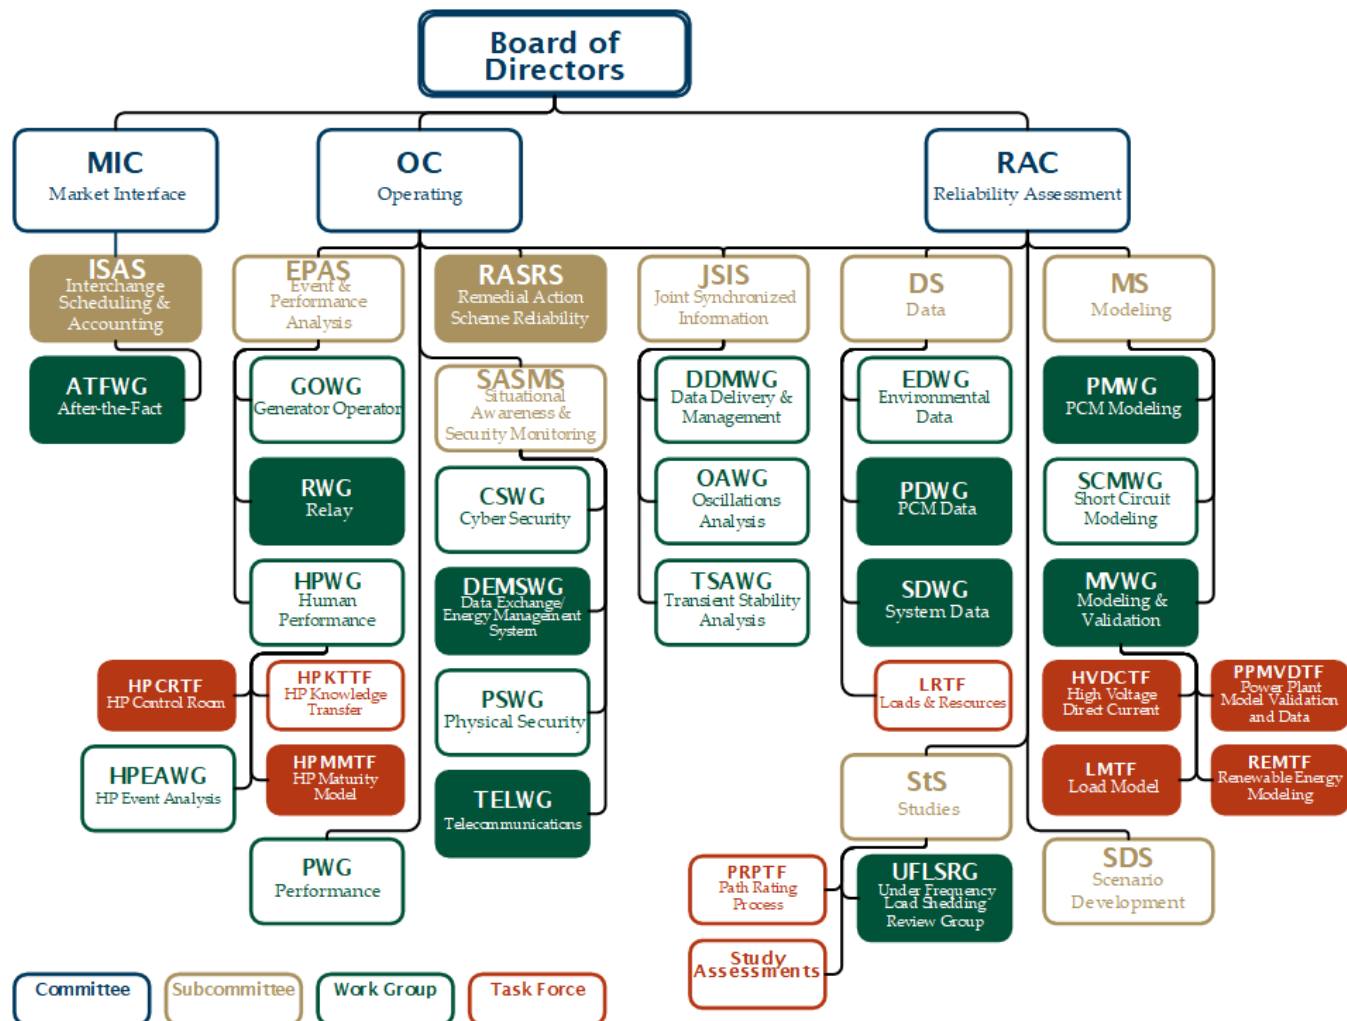 Board of
Directors
MIC
Market Interface
OC
Operating
RAC
Reliability Assessment
ISAS
Interchange
Scheduling &
Accounting
EPAS
Event &
Performance
Analysis
RASRS
Remedial Action
Scheme Reliability
JSIS
Joint Synchronized
Information
DS
Data
MS
Modeling
ATFWG
After-the-Fact
GOWG
Generator Operator
SASMS
Situational
Awareness &
Security Monitoring
DDMWG
Data Delivery &
Management
EDWG
Environmental
Data
PMWG
PCM Modeling
RWG
Relay
CSWG
Cyber Security
OAWG
Oscillations
Analysis
PDWG
PCM Data
SCMWG
Short Circuit
Modeling
HPWG
Human
Performance
DEMSWG
Data Exchange/
Energy Management
System
TSAWG
Transient Stability
Analysis
SDWG
System Data
MVWG
Modeling &
Validation
HPCRTF
HP Control Room
HPKTTF
HP Knowledge
Transfer
PSWG
Physical Security
LRTF
Loads & Resources
HVDCTF
High Voltage
Direct Current
PPMVDTF
Power Plant
Model Validation
and Data
HPEAWG
HP Event Analysis
HPMMTF
HP Maturity
Model
TELWG
Telecommunications
StS
Studies
LMTF
Load Model
REMTF
Renewable Energy
Modeling
PWG
Performance
PRPTF
Path Rating
Process
UFLSRG
Under Frequency
Load Shedding
Review Group
SDS
Scenario
Development
Study
Assessments
Committee
Subcommittee
Work Group
Task Force